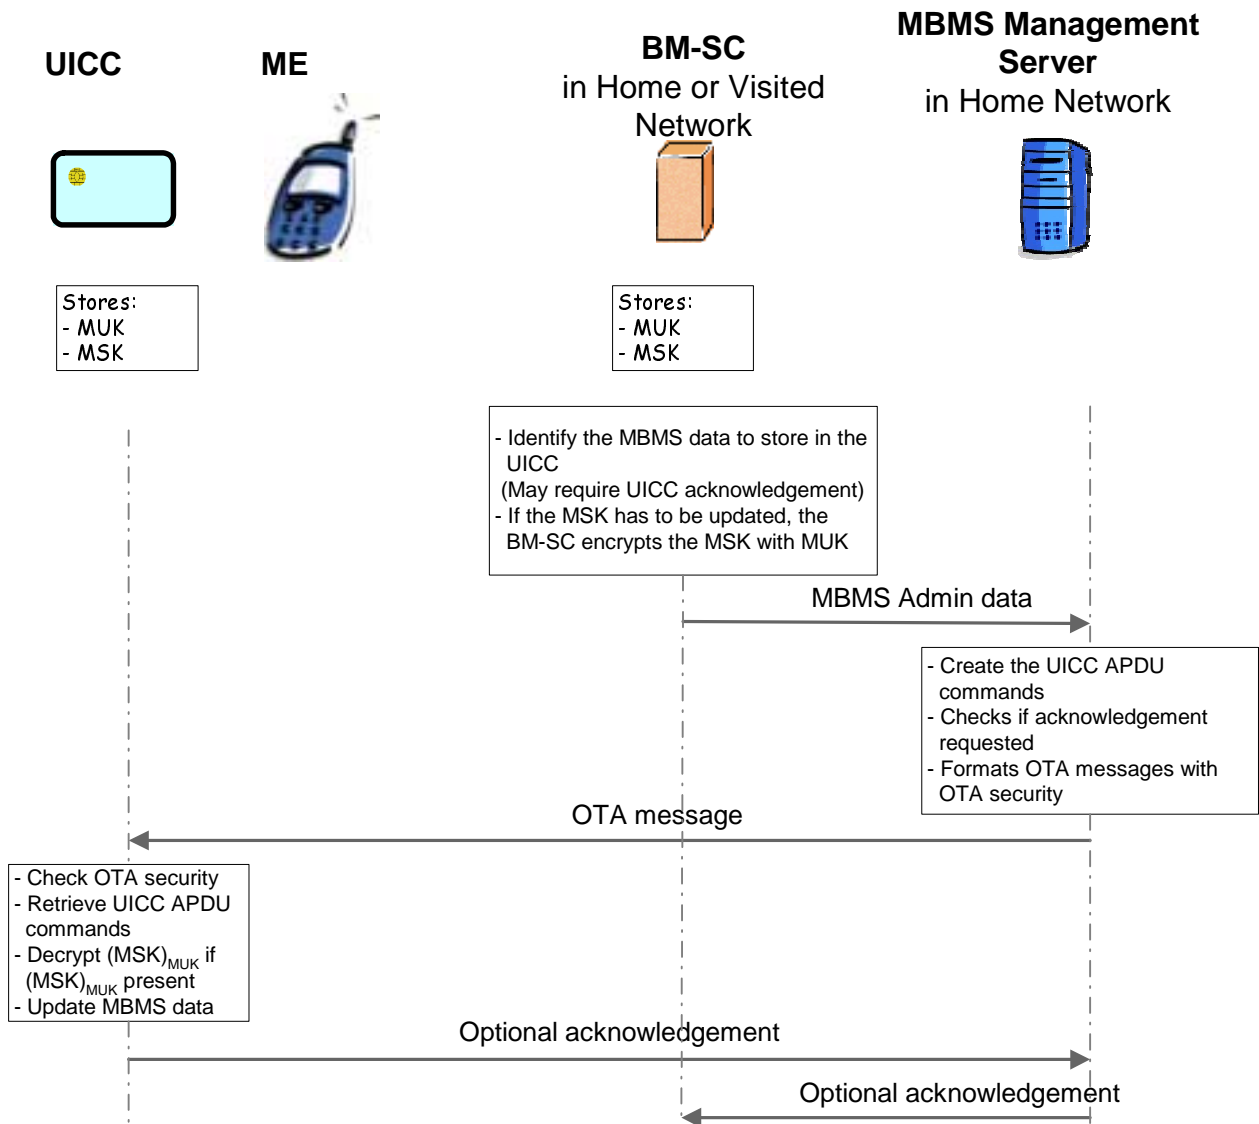 UICC
ME
BM-SC
in Home or Visited
Network
MBMS Management
Server
in Home Network
Stores:
- MUK
- MSK
Stores:
- MUK
- MSK
- Identify the MBMS data to store in the
UICC
(May require UICC acknowledgement)
- If the MSK has to be updated, the
BM-SC encrypts the MSK with MUK
MBMS Admin data
- Create the UICC APDU
commands
- Checks if acknowledgement
requested
- Formats OTA messages with
OTA security
OTA message
- Check OTA security
- Retrieve UICC APDU
commands
- Decrypt (MSK)MUK if
(MSK)MUK present
- Update MBMS data
Optional acknowledgement
Optional acknowledgement